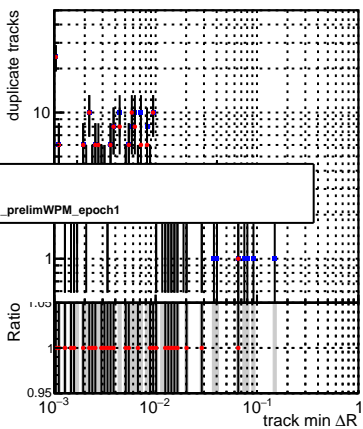 duplicate tracks
10
_prelimWPM_epoch1
1
Ratio
1.05
1
0.95
10⁻³
10⁻²
10⁻¹
1
track min ΔR